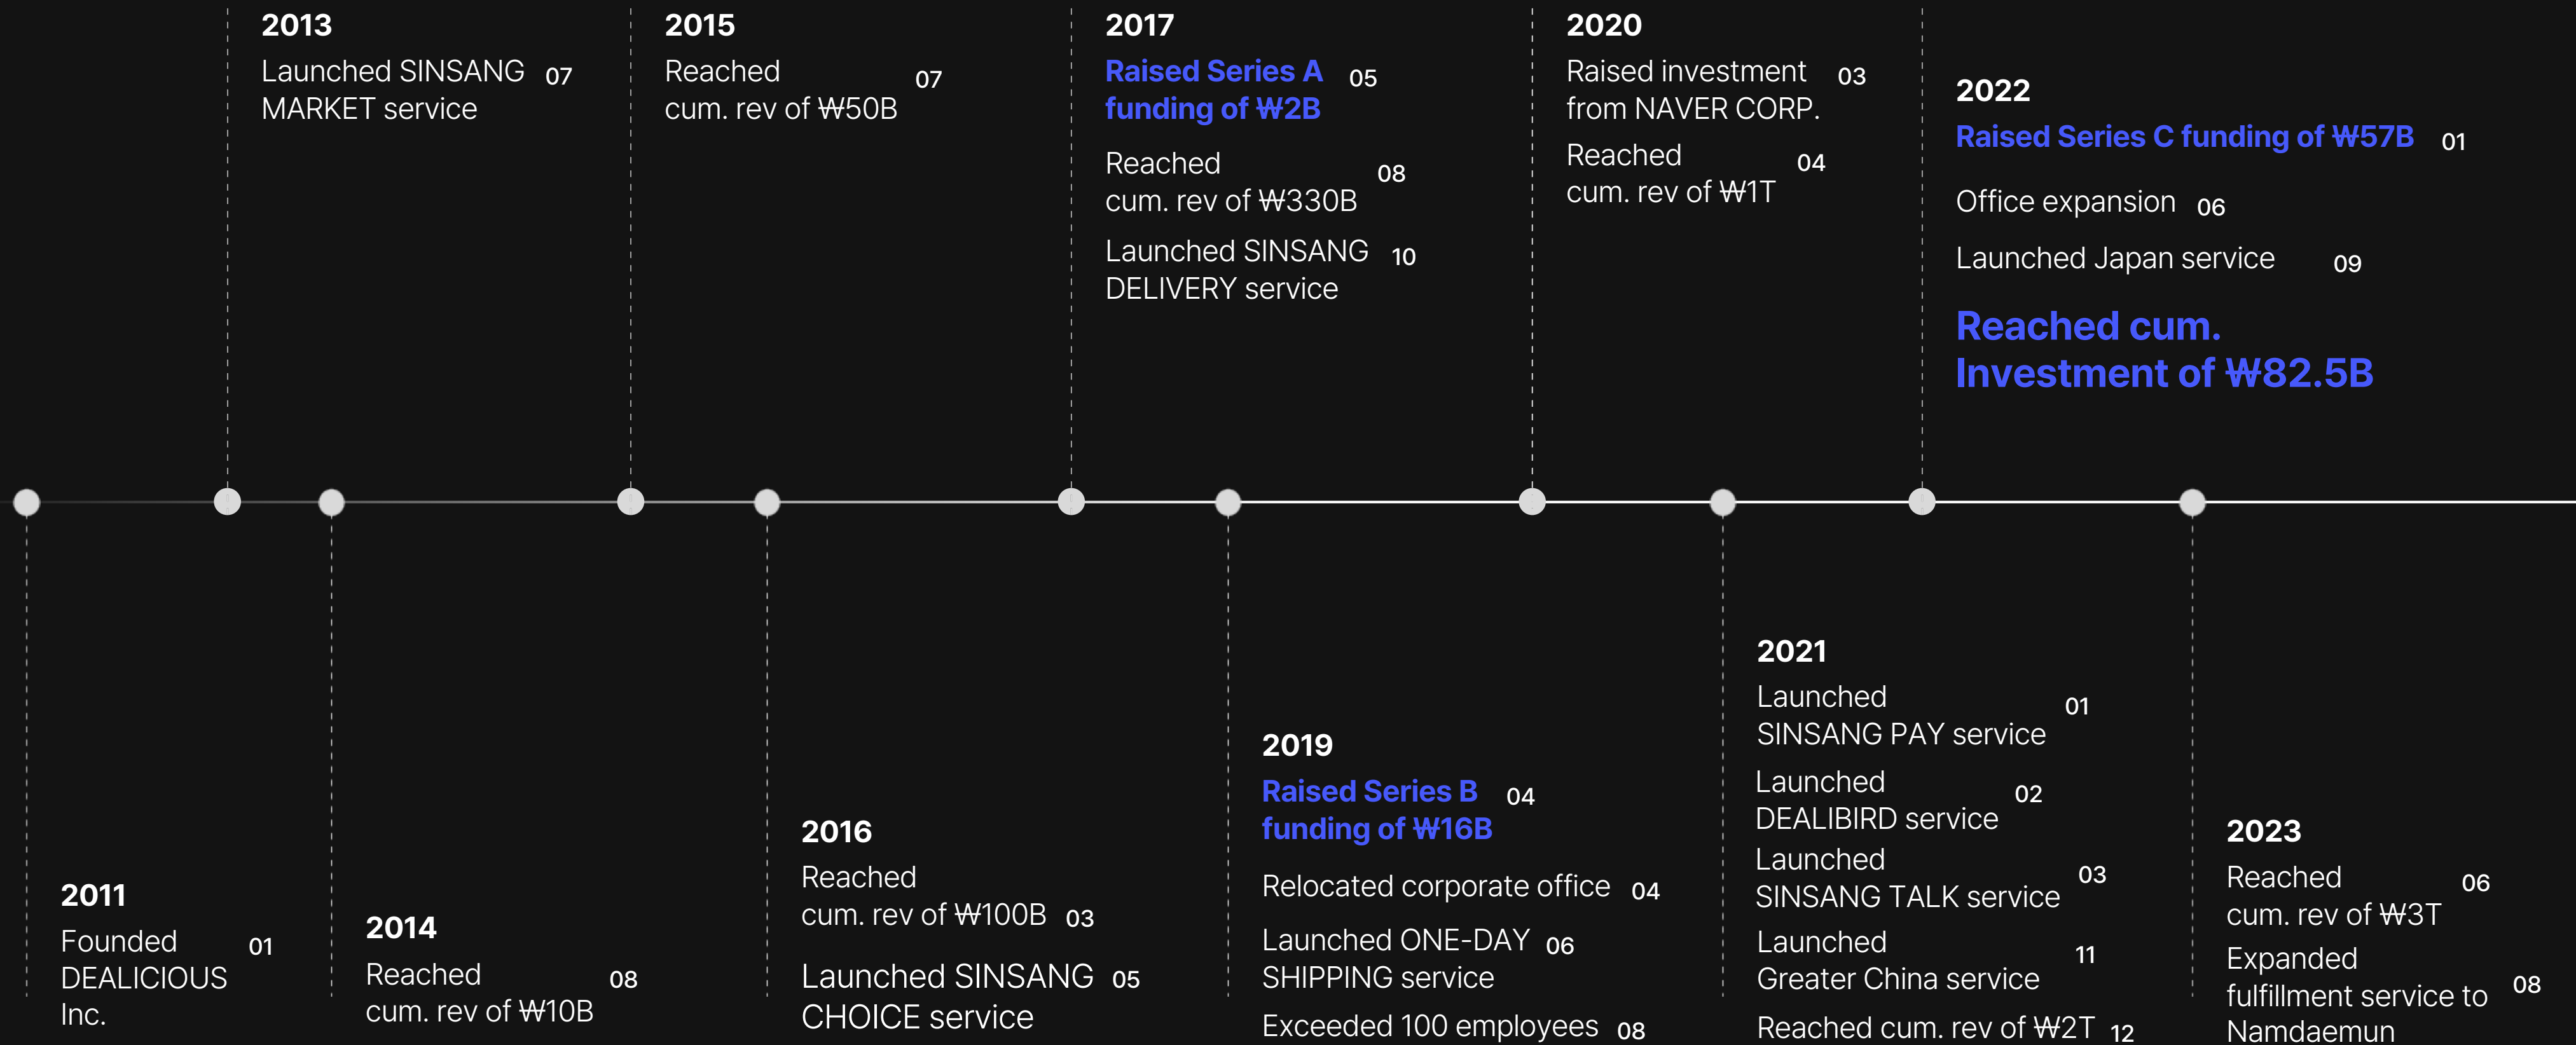 2013
Launched SINSANG 07
MARKET service
2015
Reached 07
cum. rev of ₩50B
2017
Raised Series A 05
funding of ₩2B
Reached 08
cum. rev of ₩330B
Launched SINSANG 10
DELIVERY service
2020
Raised investment 03
from NAVER CORP.
Reached 04
cum. rev of ₩1T
2022
Raised Series C funding of ₩57B 01
Office expansion 06
Launched Japan service 09
Reached cum.
Investment of ₩82.5B
2011
Founded 01
DEALICIOUS
Inc.
2014
Reached 08
cum. rev of ₩10B
2016
Reached
cum. rev of ₩100B 03
Launched SINSANG 05
CHOICE service
2019
Raised Series B 04
funding of ₩16B
Relocated corporate office 04
Launched ONE-DAY 06
SHIPPING service
Exceeded 100 employees 08
2021
Launched 01
SINSANG PAY service
Launched 02
DEALIBIRD service
Launched 03
SINSANG TALK service
Launched 11
Greater China service
Reached cum. rev of ₩2T 12
2023
Reached 06
cum. rev of ₩3T
Expanded
fulfillment service to 08
Namdaemun